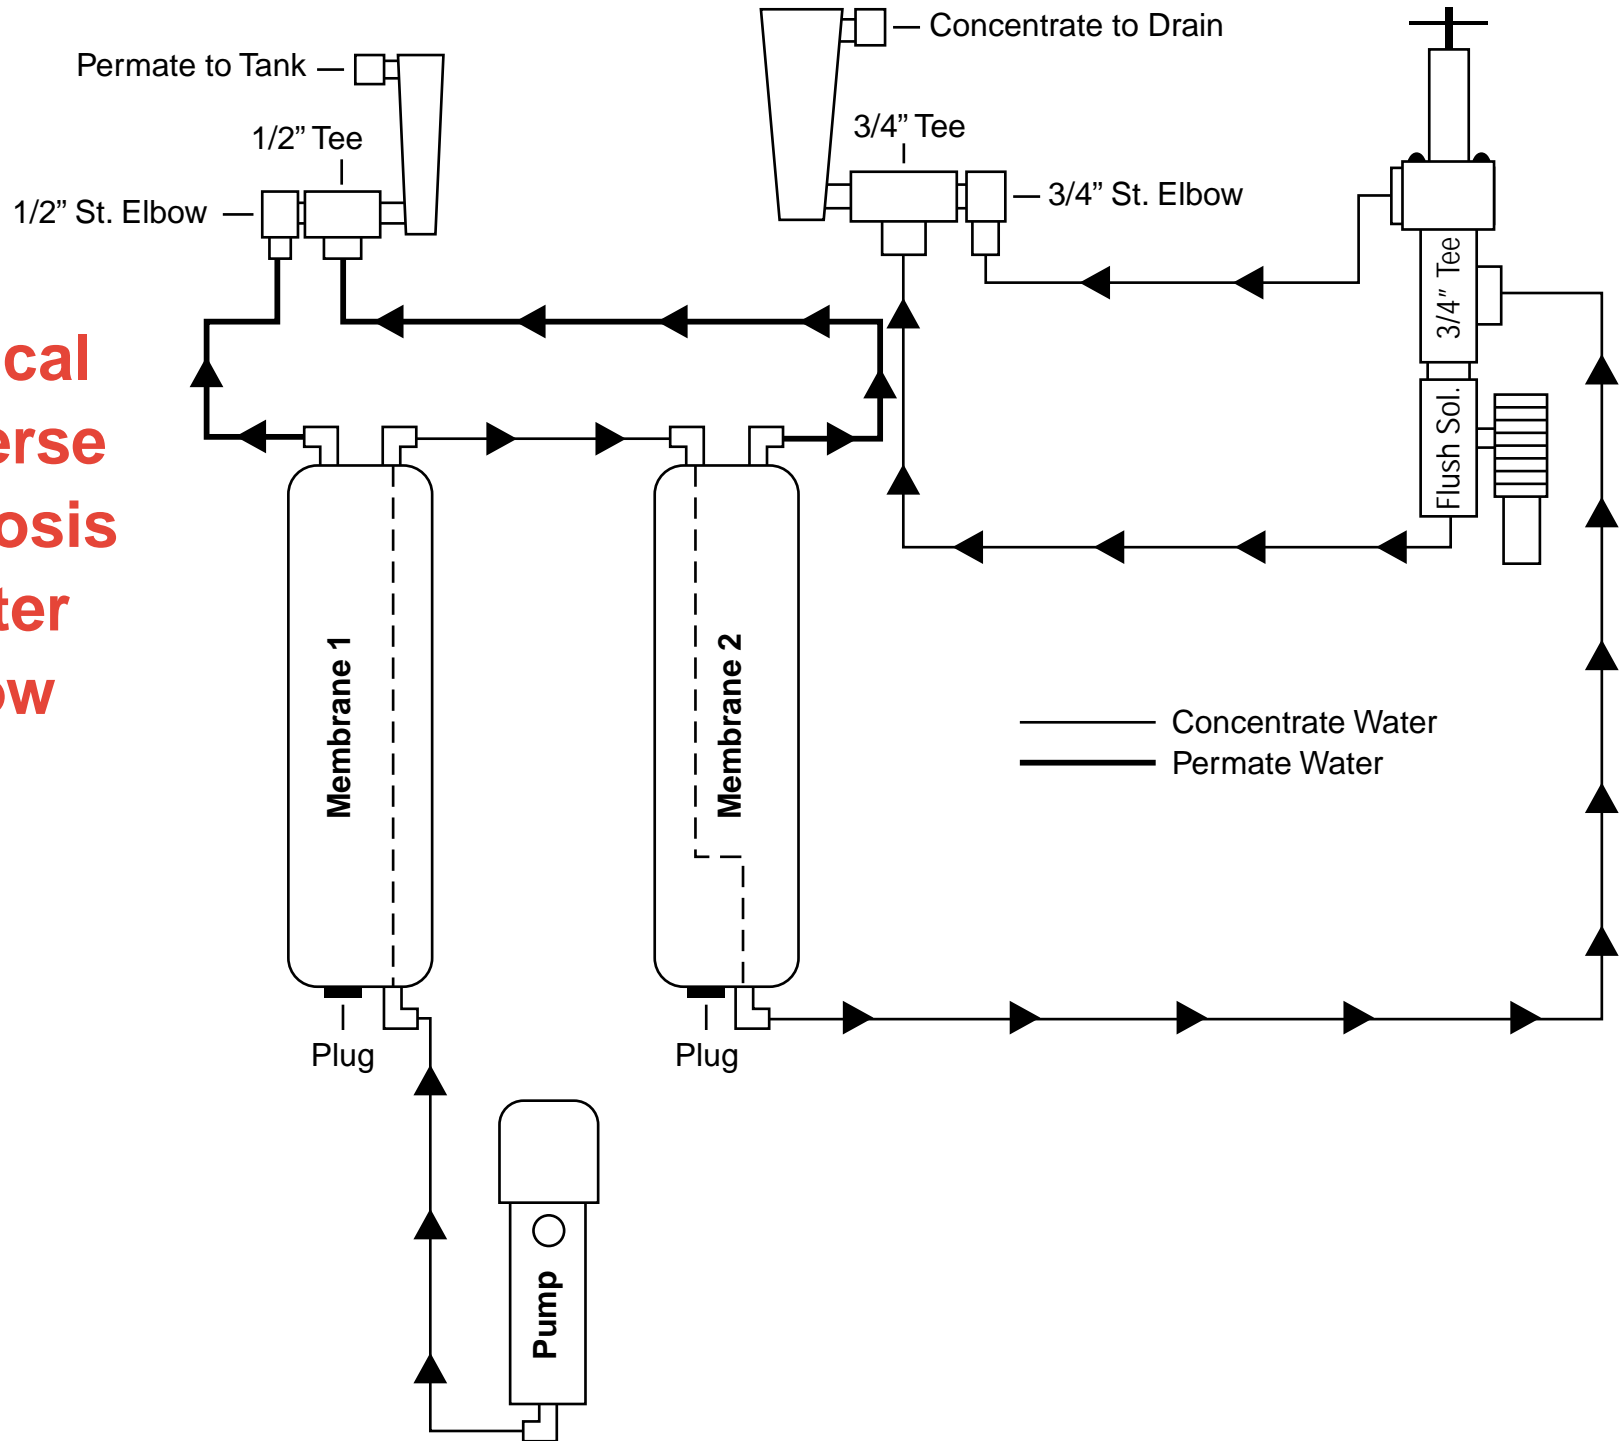 Concentrate to Drain
Permate to Tank
1/2” Tee
3/4” Tee
1/2” St. Elbow
3/4” St. Elbow
3/4” Tee
Flush Sol.
ical
erse
osis
ter
ow
Membrane 1
Membrane 2
Concentrate Water
Permate Water
Plug
Plug
Pump